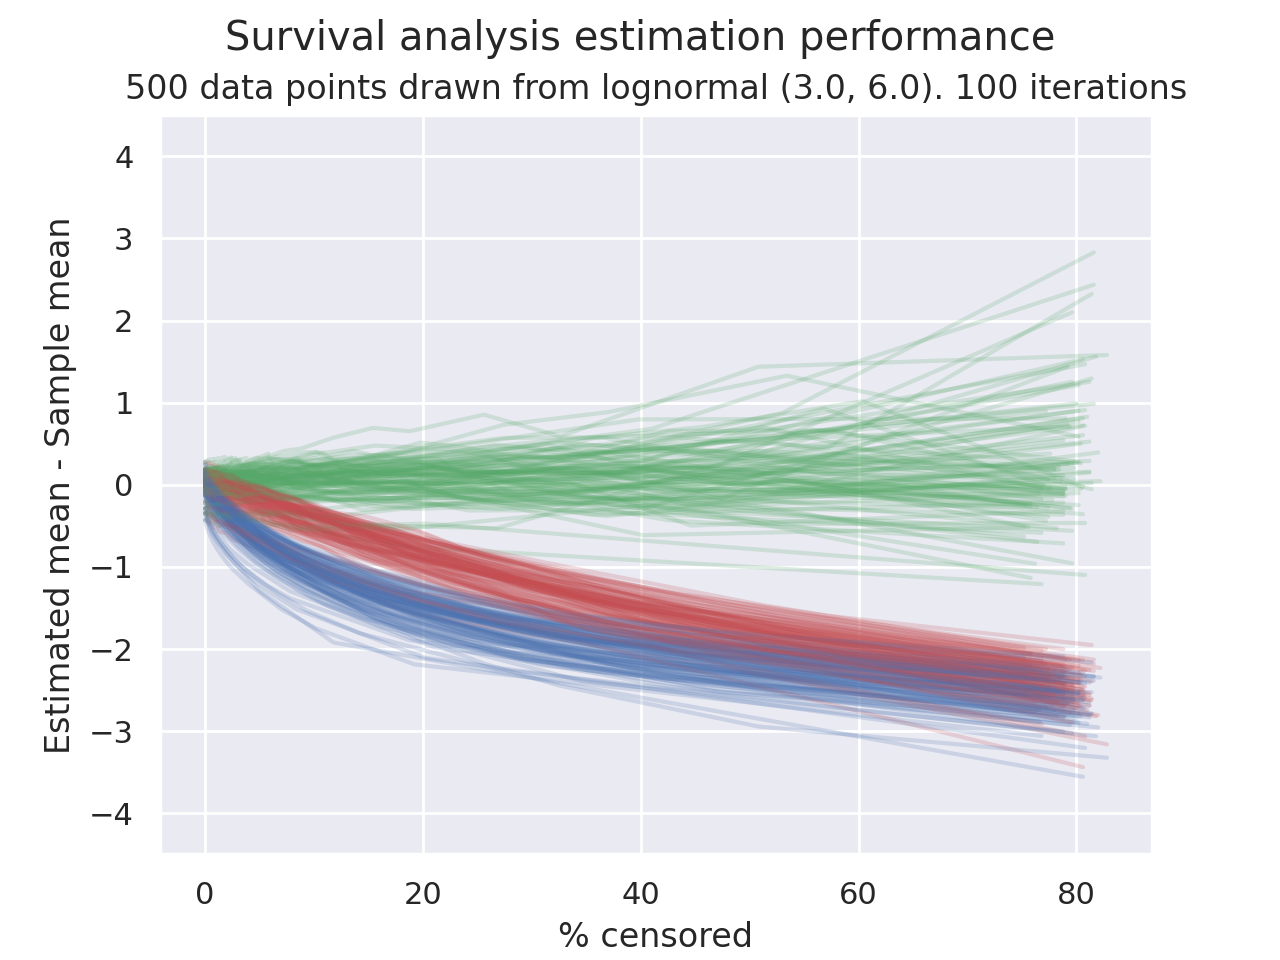 Survival analysis estimation performance
500 data points drawn from lognormal (3.0, 6.0). 100 iterations
4
3
2
1
0
−1
−2
−3
−4
Estimated mean - Sample mean
0 20 40 60 80
% censored